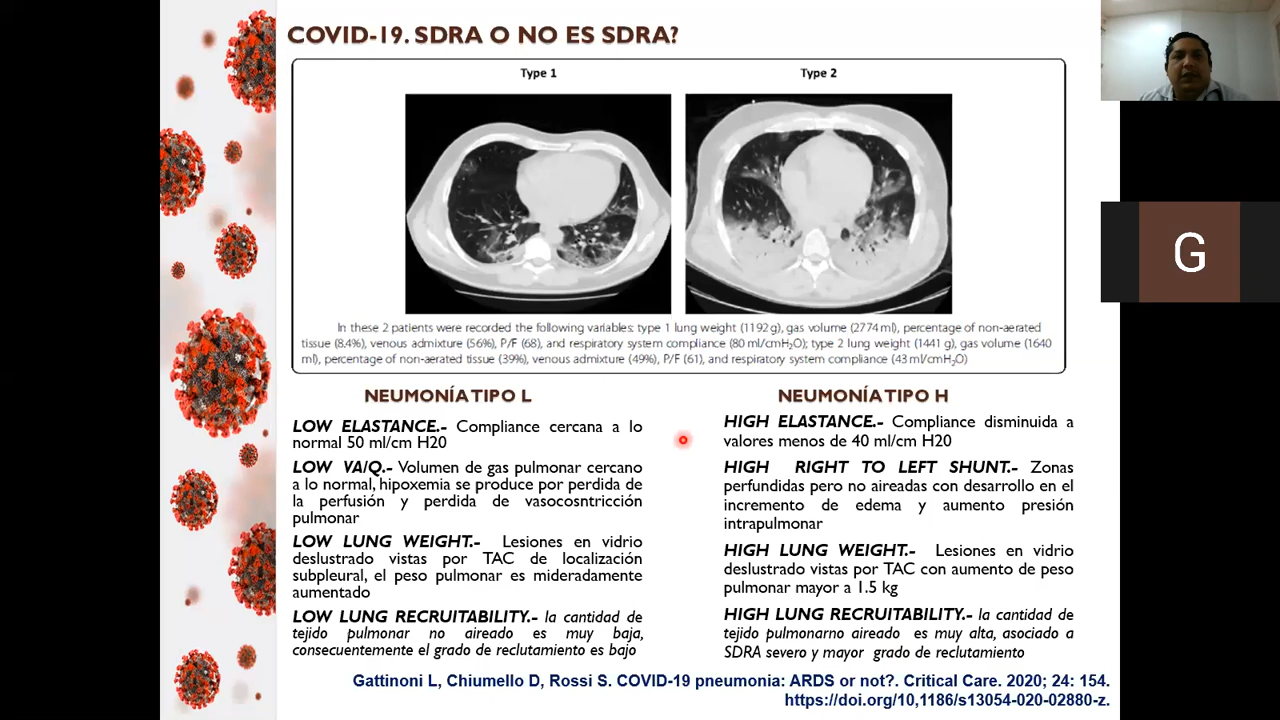 COVID-19. SDRA O NO ES SDRA?
Type 1
Type 2
In these 2 patients were recorded the following variables: type 1 lung weight (1192 g), gas volume (2774 ml), percentage of non-aerated
tissue (8,4%), venous admixture (56%), P/F (68), and respiratory system compliance (80 ml/cmH₂O); type 2 lung weight (1441 g), gas volume (1640
ml), percentage of non-aerated tissue (39%), venous admixture (49%), P/F (61), and respiratory system compliance (43 ml/cmH₂O)
NEUMONÍA TIPO L
LOW ELASTANCE.- Compliance cercana a lo
normal 50 ml/cm H20
LOW VA/Q.- Volumen de gas pulmonar cercano
a lo normal, hipoxemia se produce por perdida de
la perfusión y perdida de vasocosntricción
pulmonar
LOW LUNG WEIGHT.- Lesiones en vidrio
deslustrado vistas por TAC de localización
subpleural, el peso pulmonar es mideradamente
aumentado
LOW LUNG RECRUITABILITY.- la cantidad de
tejido pulmonar no aireado es muy baja,
consecuentemente el grado de reclutamiento es bajo
NEUMONÍA TIPO H
HIGH ELASTANCE.- Compliance disminuida a
valores menos de 40 ml/cm H20
HIGH RIGHT TO LEFT SHUNT.- Zonas
perfundidas pero no aireadas con desarrollo en el
incremento de edema y aumento presión
intrapulmonar
HIGH LUNG WEIGHT.- Lesiones en vidrio
deslustrado vistas por TAC con aumento de peso
pulmonar mayor a 1.5 kg
HIGH LUNG RECRUITABILITY.- la cantidad de
tejido pulmonarno aireado es muy alta, asociado a
SDRA severo y mayor grado de reclutamiento
Gattinoni L, Chiumello D, Rossi S. COVID-19 pneumonia: ARDS or not?. Critical Care. 2020; 24: 154.
https://doi.org/10,1186/s13054-020-02880-z.
G